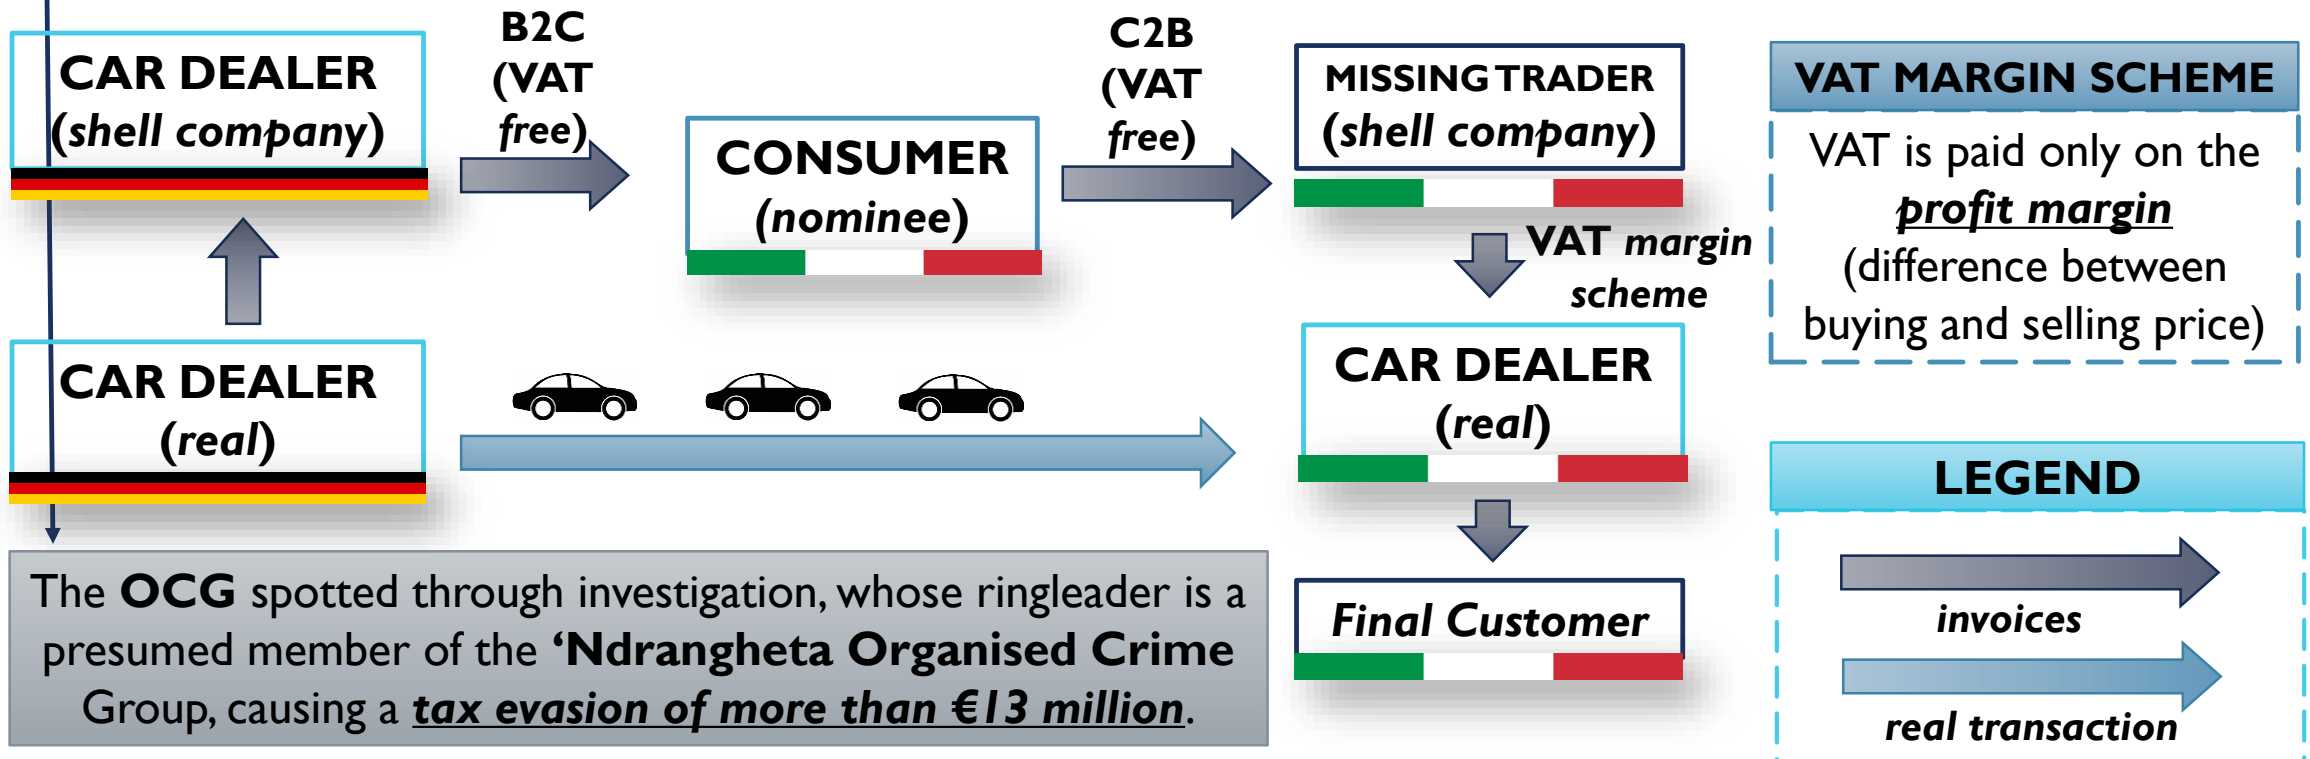 CAR DEALER
(shell company)
B2C
(VAT
free)
CONSUMER
(nominee)
C2B
(VAT
free)
MISSING TRADER
(shell company)
VAT margin
scheme
CAR DEALER
(real)
CAR DEALER
(real)
Final Customer
The OCG spotted through investigation, whose ringleader is a
presumed member of the ‘Ndrangheta Organised Crime
Group, causing a tax evasion of more than €13 million.
VAT MARGIN SCHEME
VAT is paid only on the
profit margin
(difference between
buying and selling price)
LEGEND
invoices
real transaction